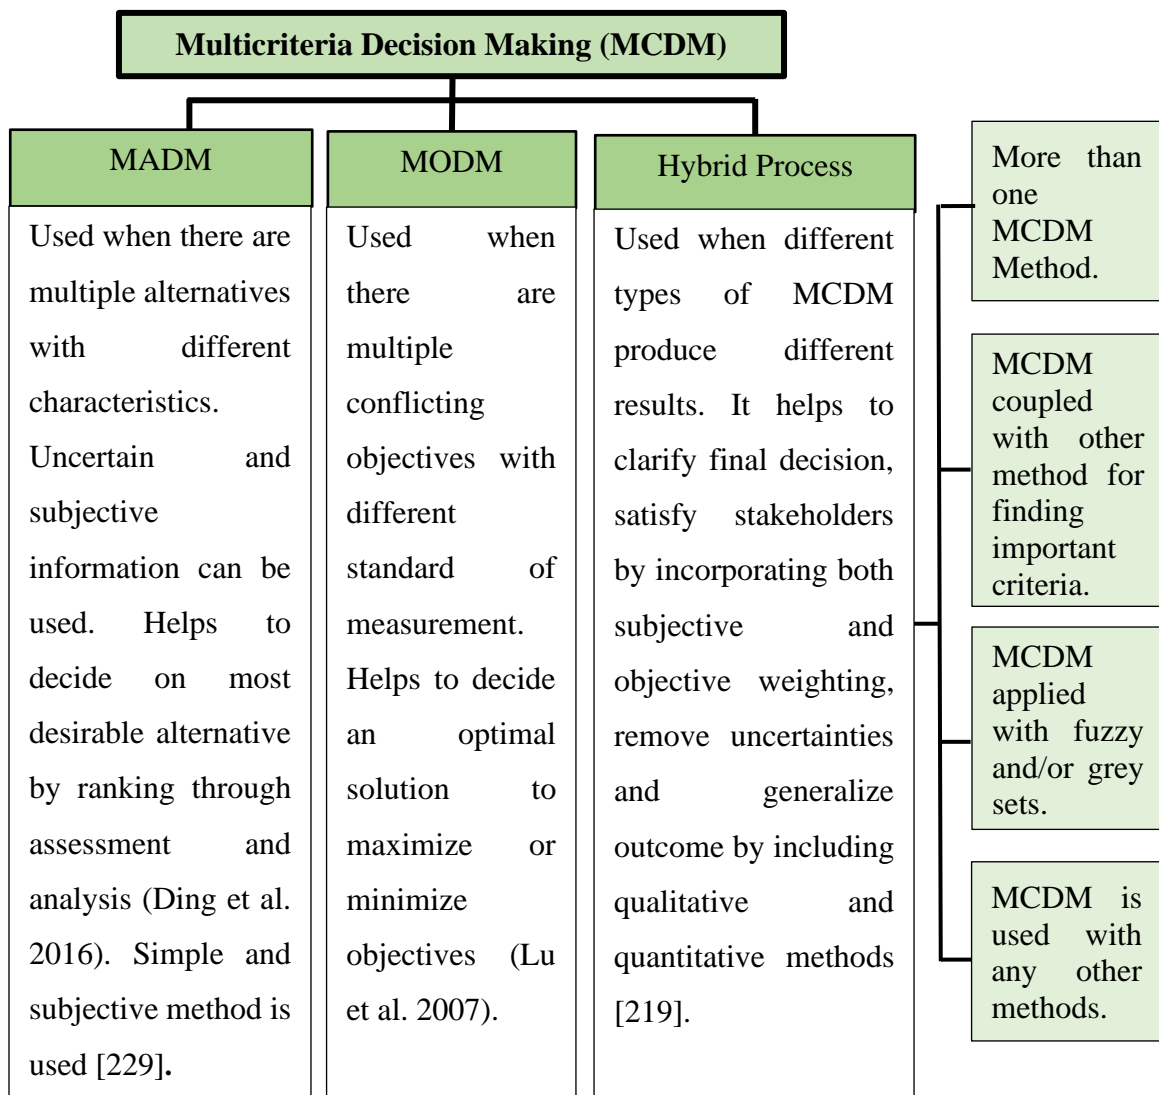 Multicriteria Decision Making (MCDM)
MADM
Used when there are
multiple alternatives
with different
characteristics.
Uncertain and
subjective
information can be
used. Helps to
decide on most
desirable alternative
by ranking through
assessment and
analysis (Ding et al.
2016). Simple and
subjective method is
used [229].
MODM
Used when
there are
multiple
conflicting
objectives with
different
standard of
measurement.
Helps to decide
an optimal
solution to
maximize or
minimize
objectives (Lu
et al. 2007).
Hybrid Process
Used when different
types of MCDM
produce different
results. It helps to
clarify final decision,
satisfy stakeholders
by incorporating both
subjective and
objective weighting,
remove uncertainties
and generalize
outcome by including
qualitative and
quantitative methods
[219].
More than
one
MCDM
Method.
MCDM
coupled
with other
method for
finding
important
criteria.
MCDM
applied
with fuzzy
and/or grey
sets.
MCDM is
used with
any other
methods.